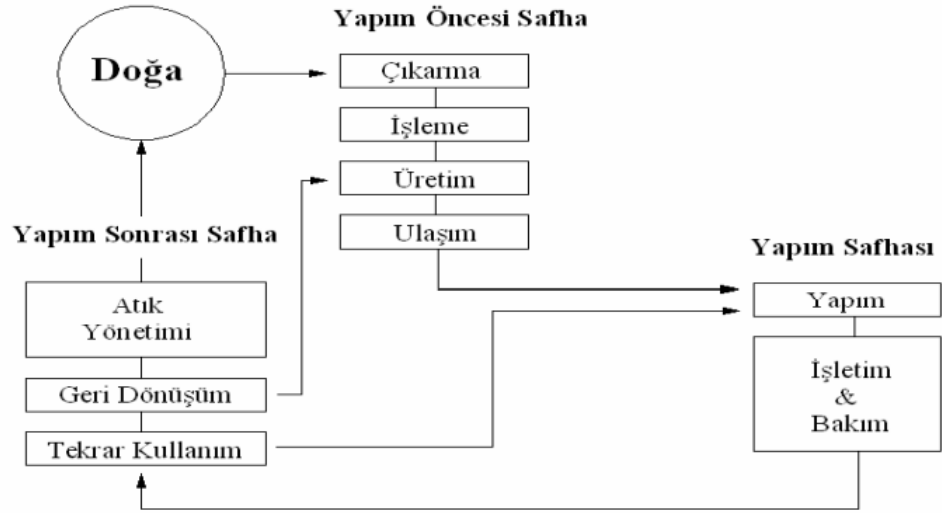 Yapım Öncesi Safha
Doğa
Çıkarma
İşleme
Üretim
Ulaşım
Yapım Sonrası Safha
Atık
Yönetimi
Geri Dönüşüm
Tekrar Kullanım
Yapım Safhası
Yapım
İşletim
&
Bakım